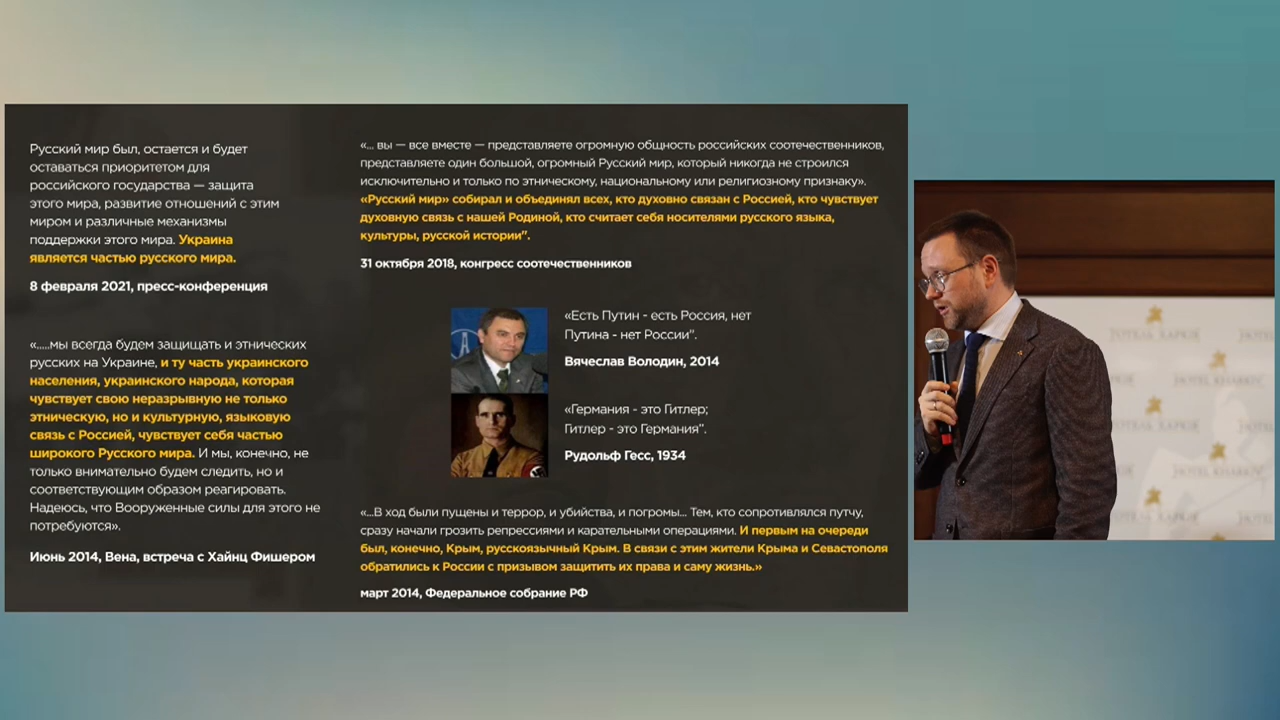 Русский мир был, остается и будет
оставаться приоритетом для
российского государства — защита
этого мира, развитие отношений с этим
миром и различные механизмы
поддержки этого мира. Украина
является частью русского мира.
8 февраля 2021, пресс-конференция
«.....мы всегда будем защищать и этнических
русских на Украине, и ту часть украинского
населения, украинского народа, которая
чувствует свою неразрывную не только
этническую, но и культурную, языковую
связь с Россией, чувствует себя частью
широкого Русского мира. И мы, конечно, не
только внимательно будем следить, но и
соответствующим образом реагировать.
Надеюсь, что Вооруженные силы для этого не
потребуются».
Июнь 2014, Вена, встреча с Хайнц Фишером
«... вы — все вместе — представляете огромную общность российских соотечественников,
представляете один большой, огромный Русский мир, который никогда не строился
исключительно и только по этническому, национальному или религиозному признаку».
«Русский мир» собирал и объединял всех, кто духовно связан с Россией, кто чувствует
духовную связь с нашей Родиной, кто считает себя носителями русского языка,
культуры, русской истории".
31 октября 2018, конгресс соотечественников
«Есть Путин - есть Россия, нет
Путина - нет России".
Вячеслав Володин, 2014
«Германия - это Гитлер;
Гитлер - это Германия".
Рудольф Гесс, 1934
«...В ход были пущены и террор, и убийства, и погромы... Тем, кто сопротивлялся путчу,
сразу начали грозить репрессиями и карательными операциями. И первым на очереди
был, конечно, Крым, русскоязычный Крым. В связи с этим жители Крыма и Севастополя
обратились к России с призывом защитить их права и саму жизнь.»
март 2014, Федеральное собрание РФ
HOTEL KHARKIV